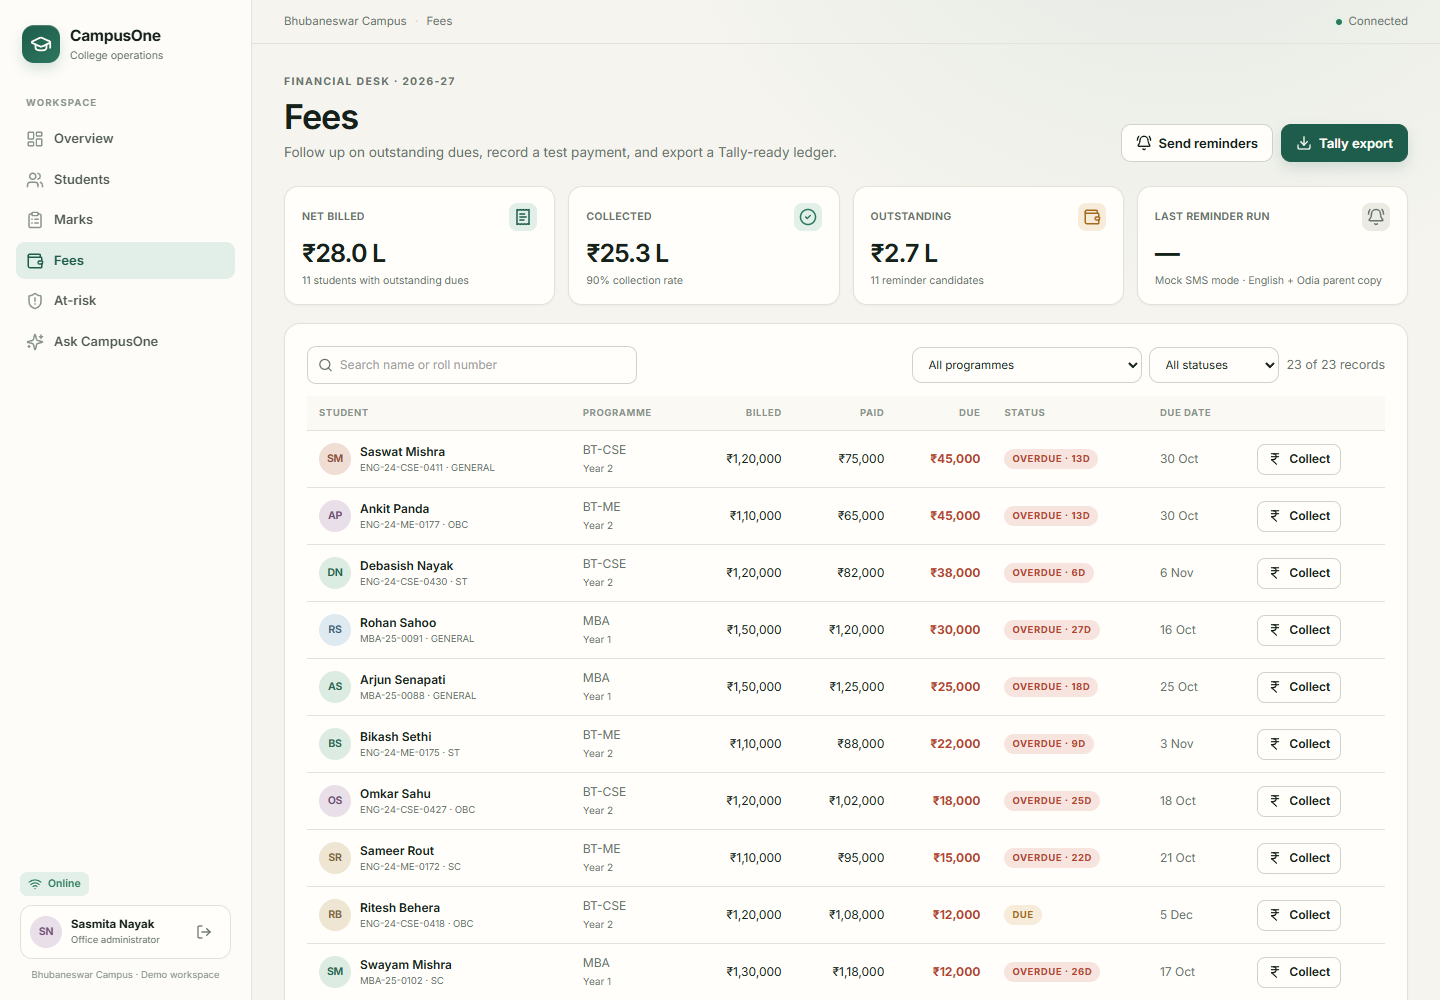 CampusOne
College operations
WORKSPACE
Overview
Students
Marks
Fees
At-risk
Ask CampusOne
Online
SN
Sasmita Nayak
Office administrator
Bhubaneswar Campus · Demo workspace
Bhubaneswar Campus · Fees
Connected
FINANCIAL DESK · 2026-27
Fees
Follow up on outstanding dues, record a test payment, and export a Tally-ready ledger.
Send reminders
Tally export
NET BILLED
₹28.0 L
11 students with outstanding dues
COLLECTED
₹25.3 L
90% collection rate
OUTSTANDING
₹2.7 L
11 reminder candidates
LAST REMINDER RUN
—
Mock SMS mode · English + Odia parent copy
Search name or roll number
All programmes
All statuses
23 of 23 records
STUDENT PROGRAMME BILLED PAID DUE STATUS DUE DATE
SM Saswat Mishra BT-CSE ₹1,20,000 ₹75,000 ₹45,000 OVERDUE · 13D 30 Oct ₹ Collect
ENG-24-CSE-0411 · GENERAL Year 2
AP Ankit Panda BT-ME ₹1,10,000 ₹65,000 ₹45,000 OVERDUE · 13D 30 Oct ₹ Collect
ENG-24-ME-0177 · OBC Year 2
DN Debasish Nayak BT-CSE ₹1,20,000 ₹82,000 ₹38,000 OVERDUE · 6D 6 Nov ₹ Collect
ENG-24-CSE-0430 · ST Year 2
RS Rohan Sahoo MBA ₹1,50,000 ₹1,20,000 ₹30,000 OVERDUE · 27D 16 Oct ₹ Collect
MBA-25-0091 · GENERAL Year 1
AS Arjun Senapati MBA ₹1,50,000 ₹1,25,000 ₹25,000 OVERDUE · 18D 25 Oct ₹ Collect
MBA-25-0088 · GENERAL Year 1
BS Bikash Sethi BT-ME ₹1,10,000 ₹88,000 ₹22,000 OVERDUE · 9D 3 Nov ₹ Collect
ENG-24-ME-0175 · ST Year 2
OS Omkar Sahu BT-CSE ₹1,20,000 ₹1,02,000 ₹18,000 OVERDUE · 25D 18 Oct ₹ Collect
ENG-24-CSE-0427 · OBC Year 2
SR Sameer Rout BT-ME ₹1,10,000 ₹95,000 ₹15,000 OVERDUE · 22D 21 Oct ₹ Collect
ENG-24-ME-0172 · SC Year 2
RB Ritesh Behera BT-CSE ₹1,20,000 ₹1,08,000 ₹12,000 DUE 5 Dec ₹ Collect
ENG-24-CSE-0418 · OBC Year 2
SM Swayam Mishra MBA ₹1,30,000 ₹1,18,000 ₹12,000 OVERDUE · 26D 17 Oct ₹ Collect
MBA-25-0102 · SC Year 1